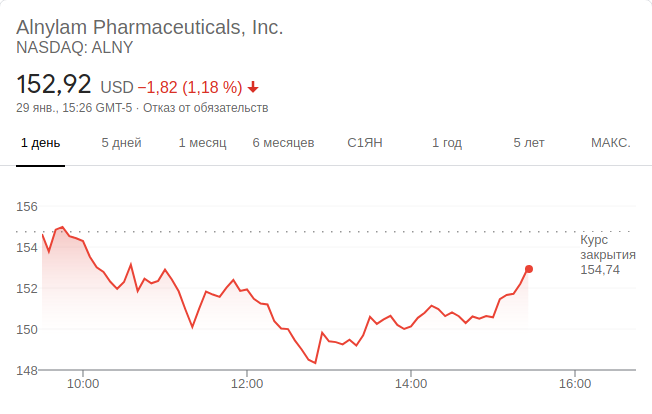 Alnylam Pharmaceuticals, Inc.
NASDAQ: ALNY
152,92 USD −1,82 (1,18 %)
29 янв., 15:26 GMT-5 · Отказ от обязательств
1 день 5 дней 1 месяц 6 месяцев С1ЯН 1 год 5 лет МАКС.
156
154
152
150
148
Курс
закрытия
154,74
10:00 12:00 14:00 16:00